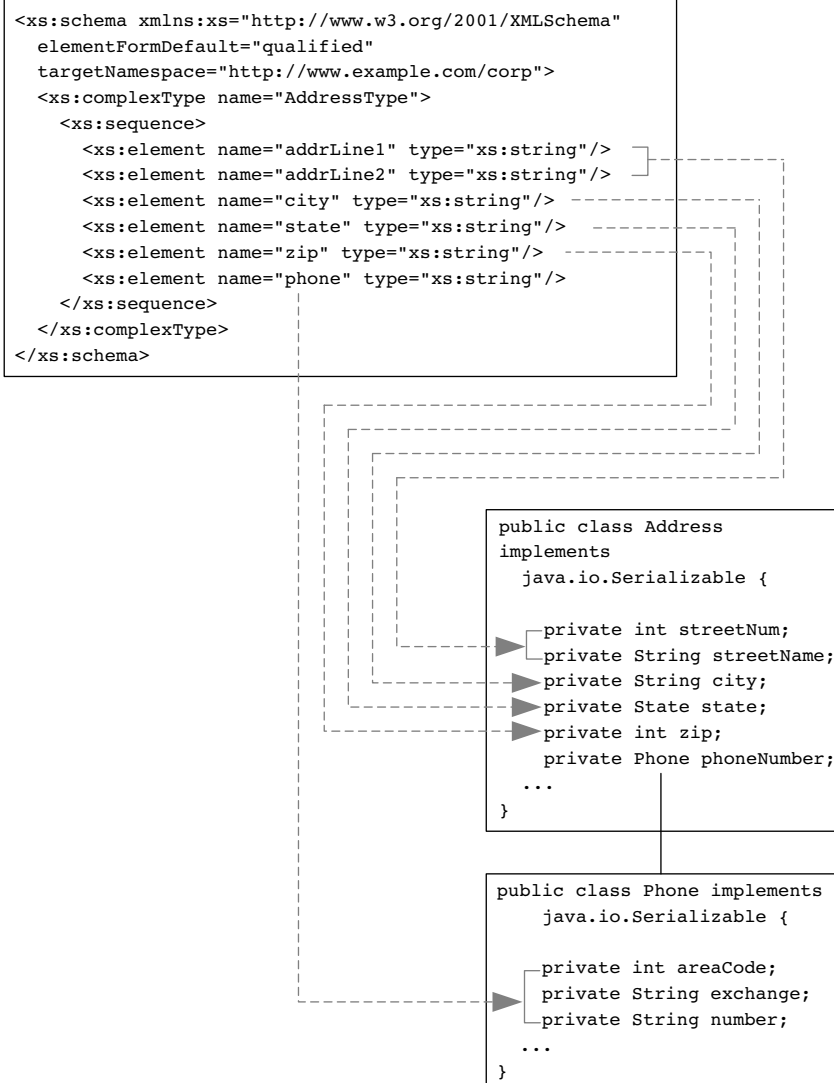 <xs:schema xmlns:xs="http://www.w3.org/2001/XMLSchema"
  elementFormDefault="qualified"
  targetNamespace="http://www.example.com/corp">
  <xs:complexType name="AddressType">
    <xs:sequence>
      <xs:element name="addrLine1" type="xs:string"/>
      <xs:element name="addrLine2" type="xs:string"/>
      <xs:element name="city" type="xs:string"/>
      <xs:element name="state" type="xs:string"/>
      <xs:element name="zip" type="xs:string"/>
      <xs:element name="phone" type="xs:string"/>
    </xs:sequence>
  </xs:complexType>
</xs:schema>
public class Address
implements
  java.io.Serializable {
    private int streetNum;
    private String streetName;
    private String city;
    private State state;
    private int zip;
    private Phone phoneNumber;
  ...
}
public class Phone implements
    java.io.Serializable {
    private int areaCode;
    private String exchange;
    private String number;
  ...
}